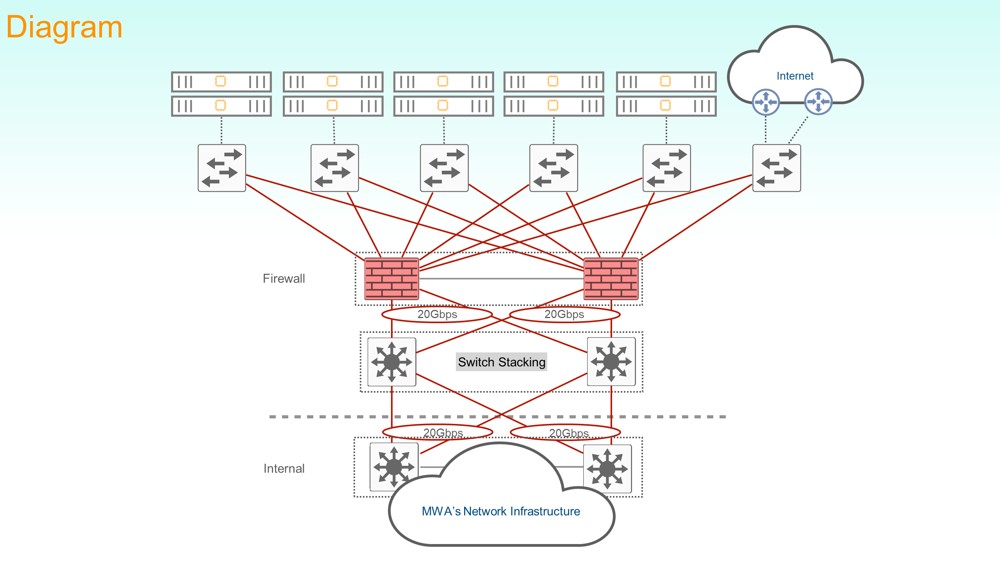 Diagram
Internet
Firewall
20Gbps
20Gbps
Switch Stacking
20Gbps
20Gbps
Internal
MWA’s Network Infrastructure